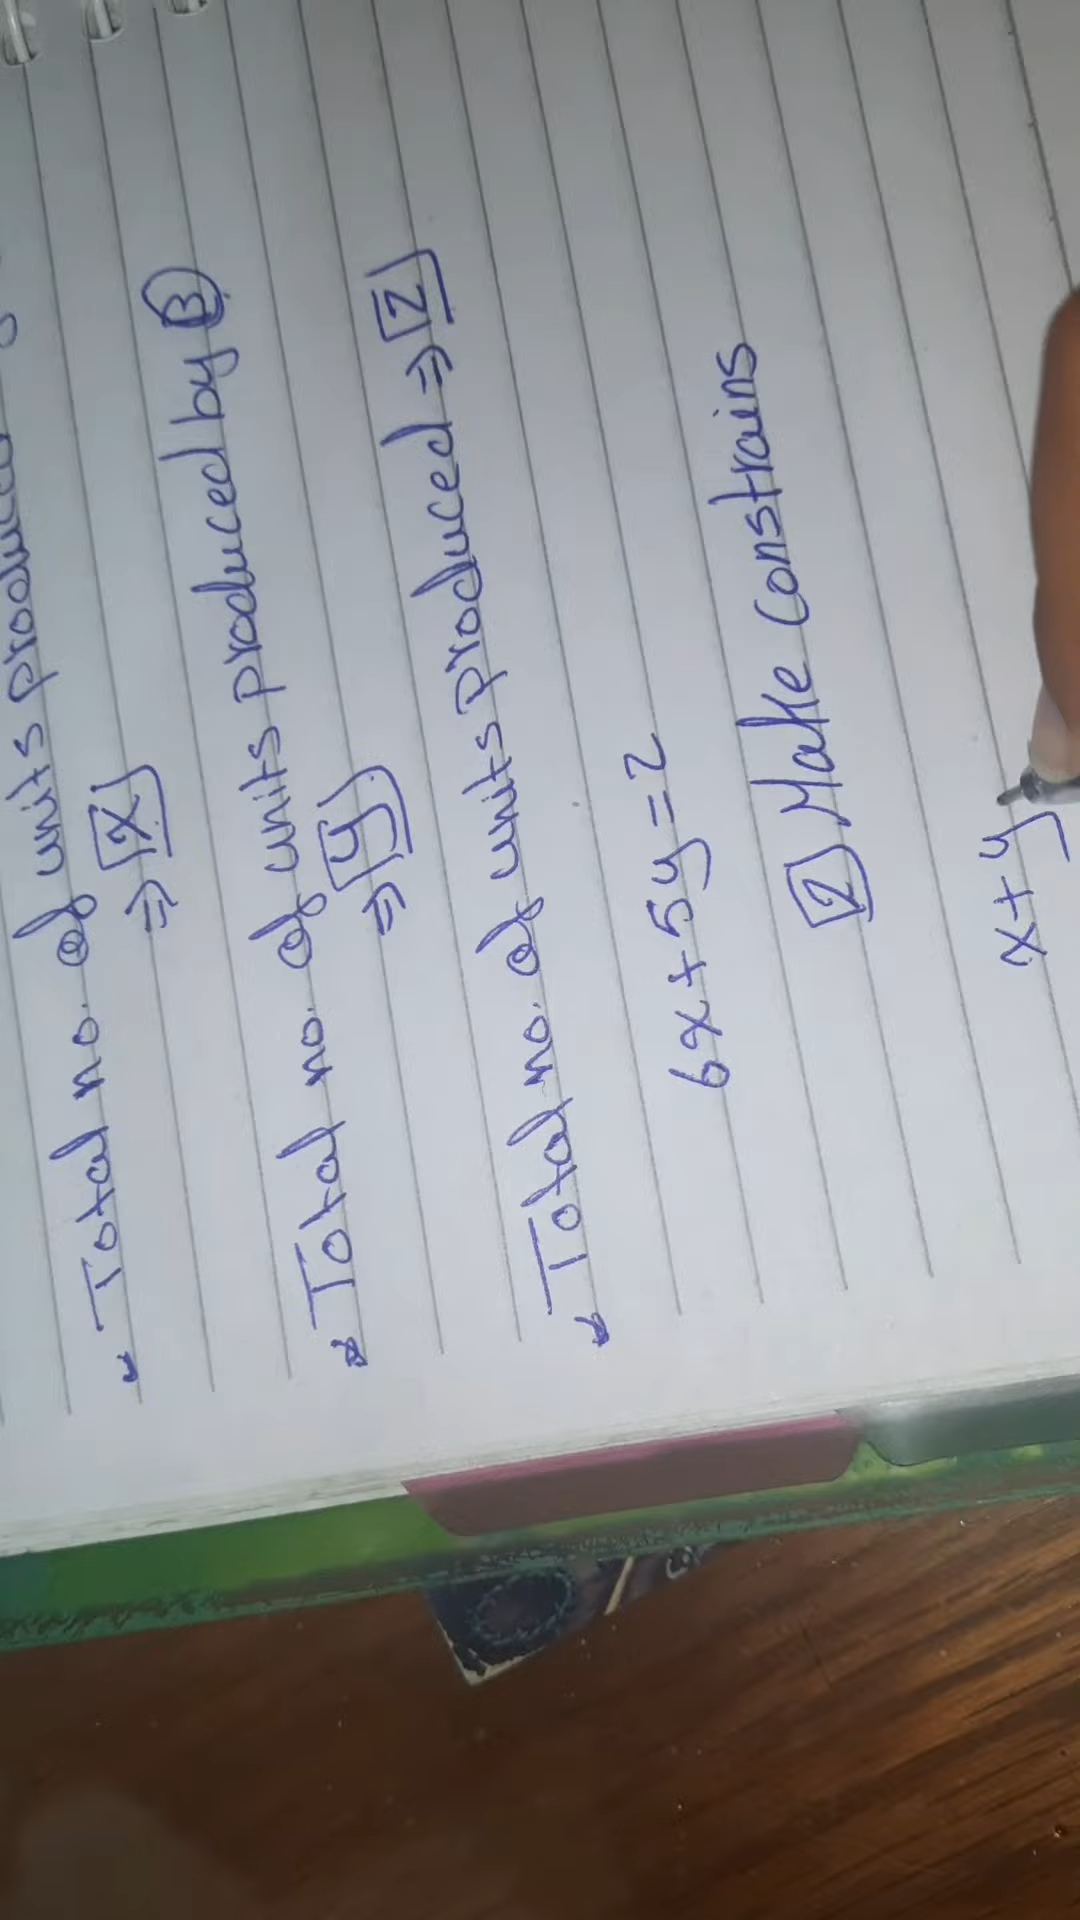 Total no. of units produced
⇒ x
Total no. of units produced by B
⇒ y
Total no. of units produced ⇒ Z
6x + 5y = z
2 Make Constrains
x + y